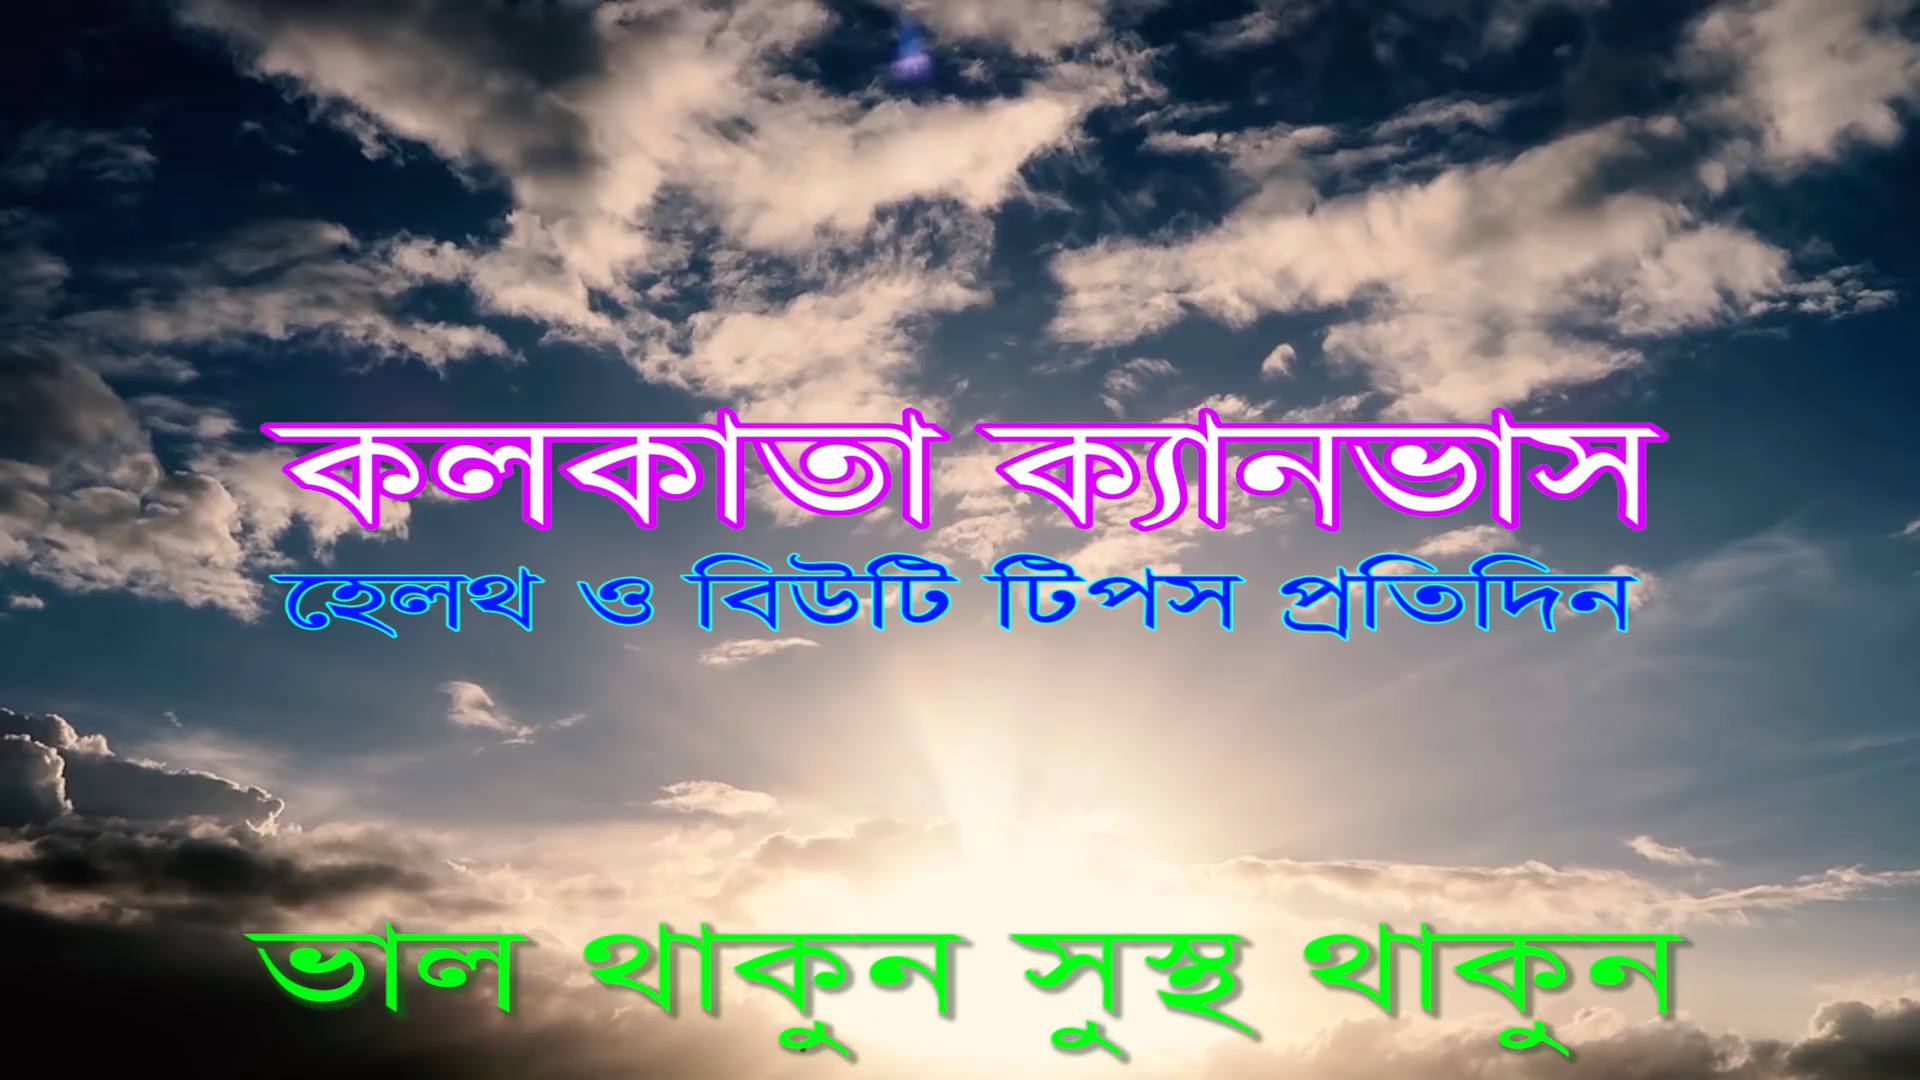 কলকাতা ক্যানভাস
হেলথ ও বিউটি টিপস প্রতিদিন
ভাল থাকুন সুস্থ থাকুন